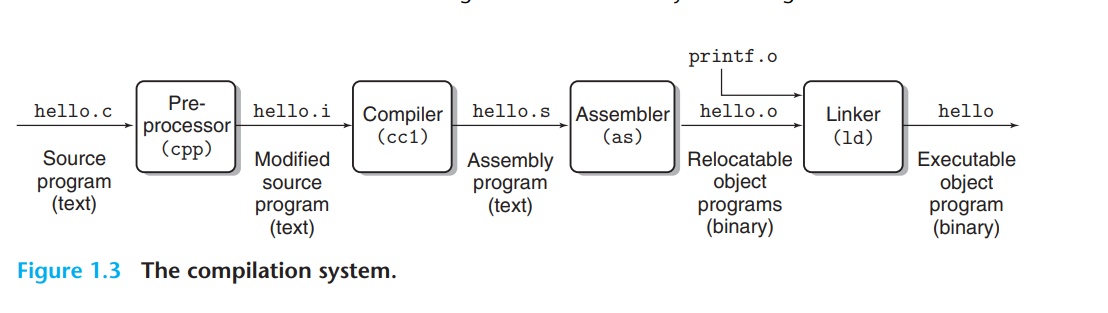 printf.o
hello.c
Pre-
processor
(cpp)
hello.i
Compiler
(cc1)
hello.s
Assembler
(as)
hello.o
Linker
(ld)
hello
Source
program
(text)
Modified
source
program
(text)
Assembly
program
(text)
Relocatable
object
programs
(binary)
Executable
object
program
(binary)
Figure 1.3 The compilation system.